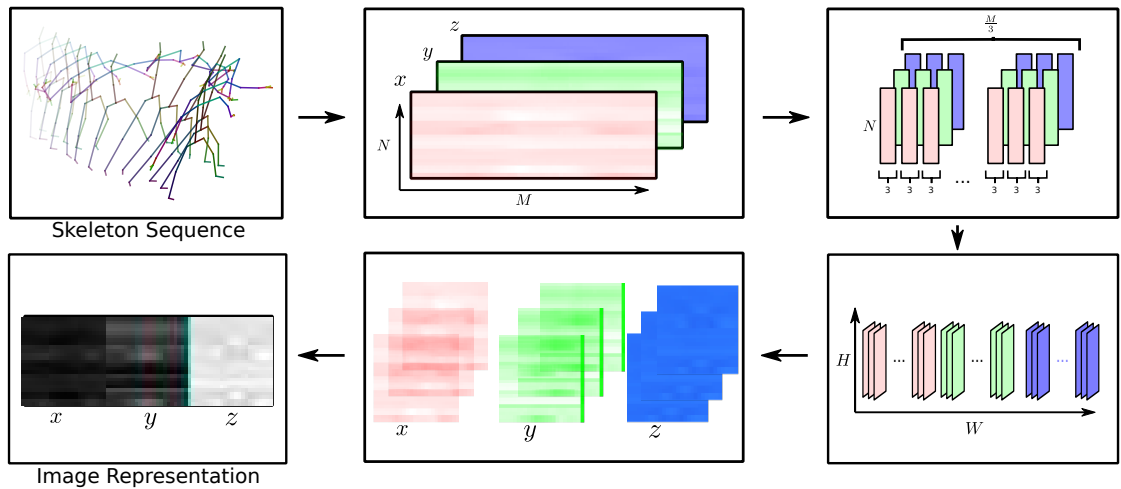 Skeleton Sequence
z
y
x
N
M
M/3
N
3 3 3 ... 3 3 3
H
... ... ...
W
x y z
x y z
Image Representation